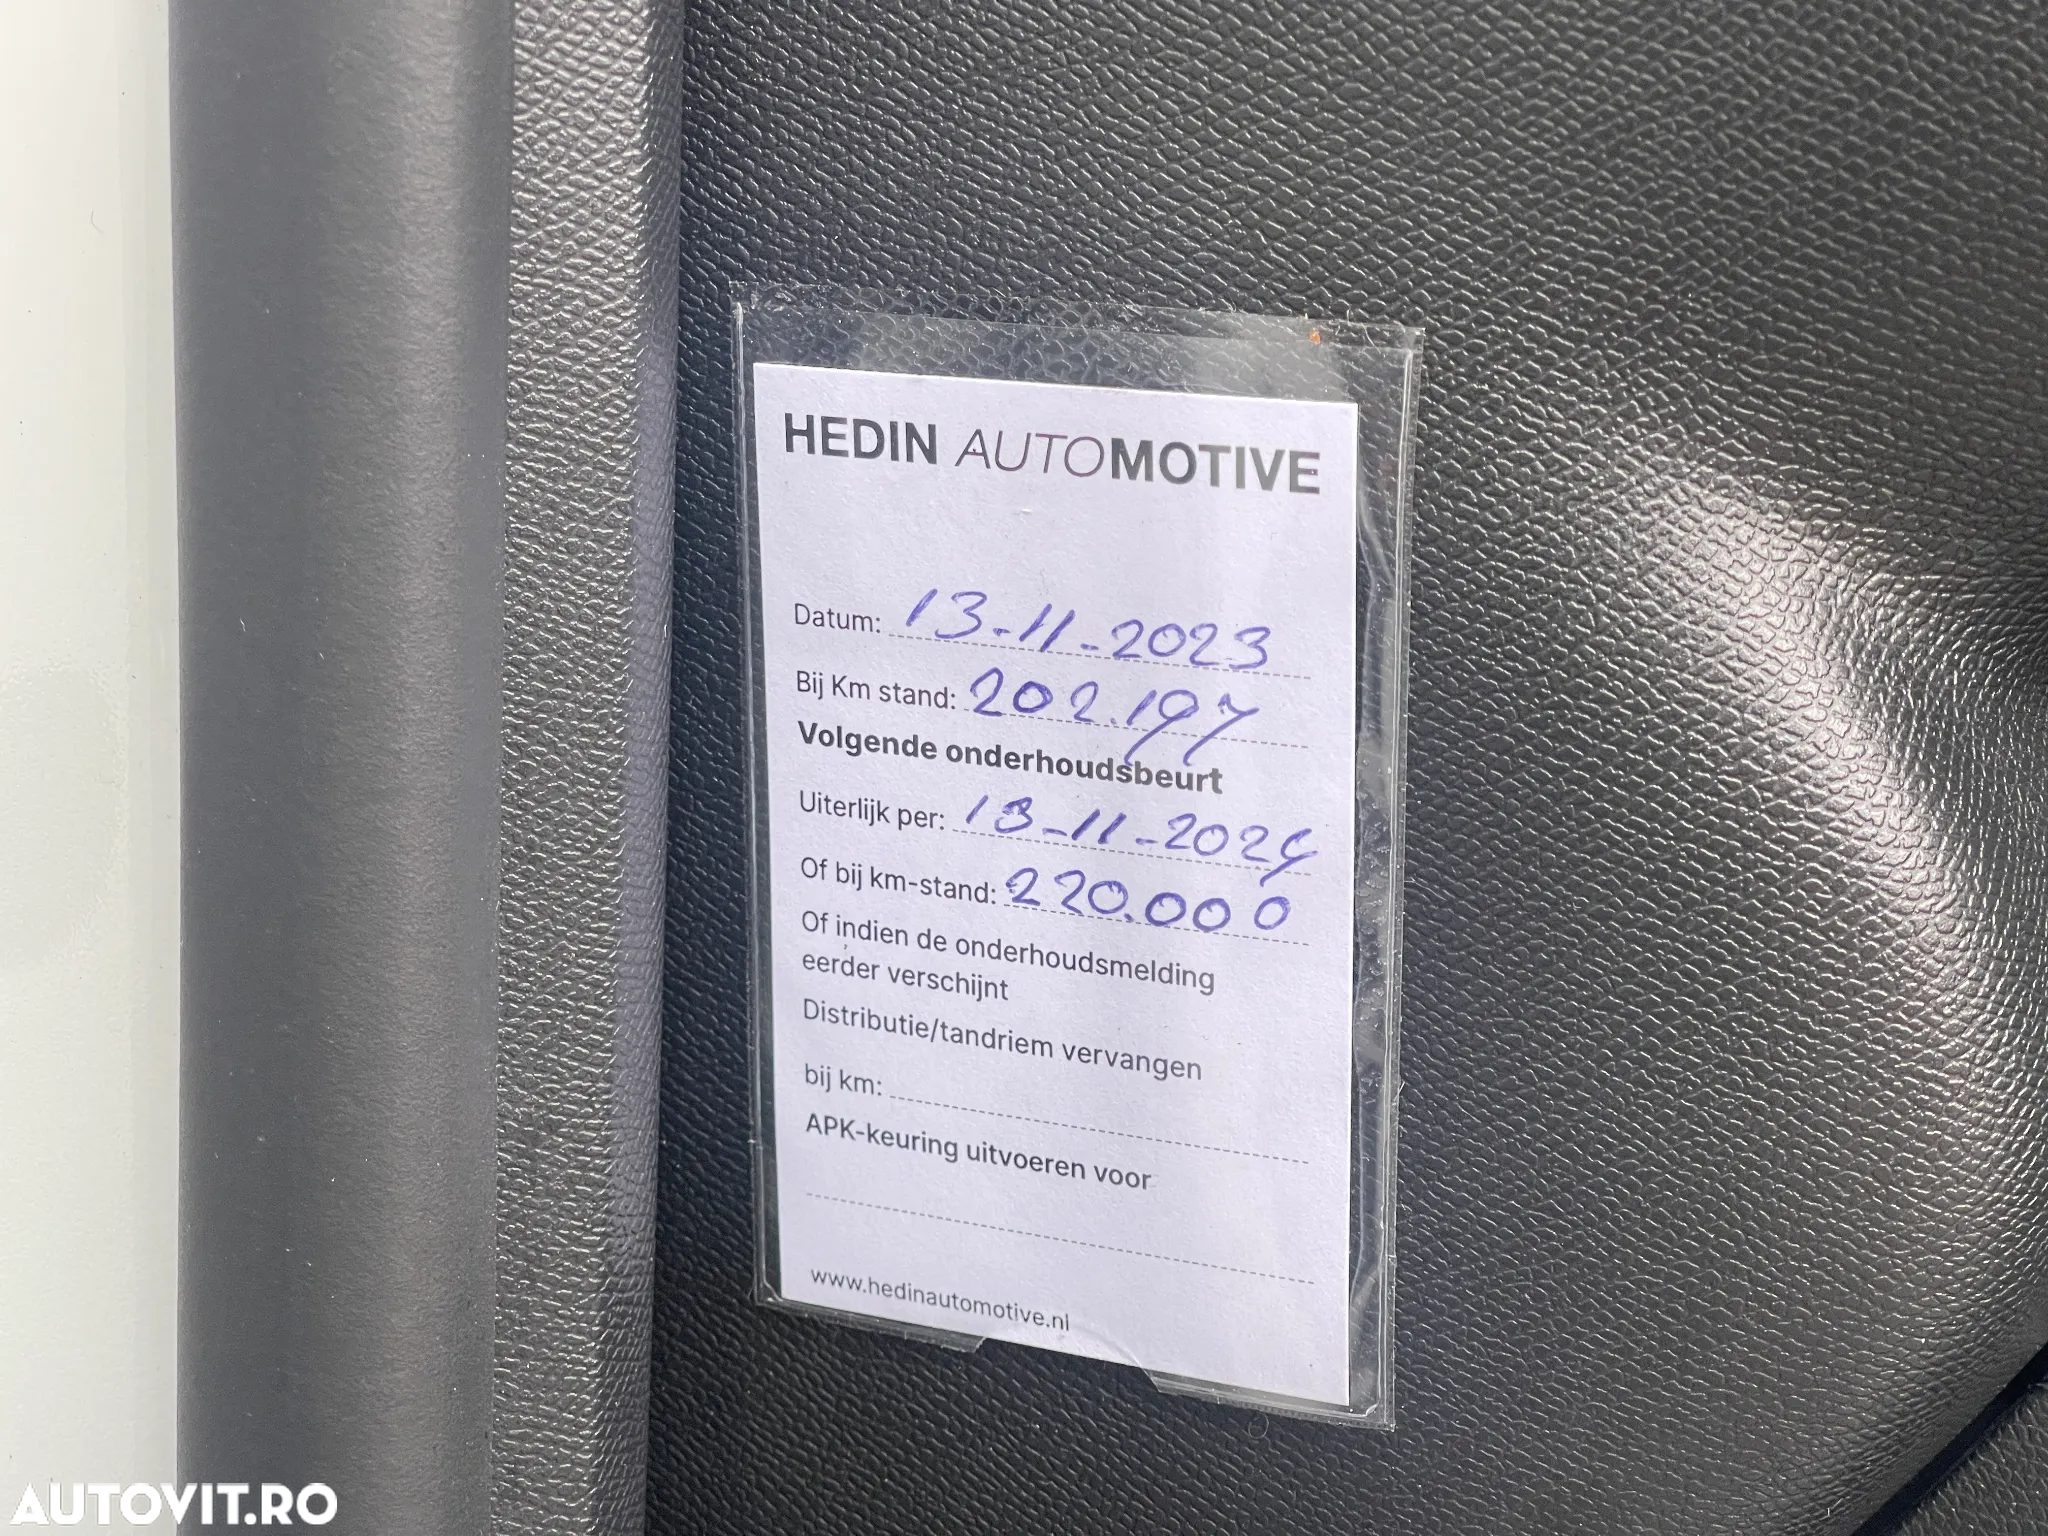 HEDIN AUTOMOTIVE
Datum: 13-11-2023
Bij Km stand: 202.197
Volgende onderhoudsbeurt
Uiterlijk per: 13-11-2024
Of bij km-stand: 220.000
Of indien de onderhoudsmelding
eerder verschijnt
Distributie/tandriem vervangen
bij km:
APK-keuring uitvoeren voor
www.hedinautomotive.nl
AUTOVIT.RO